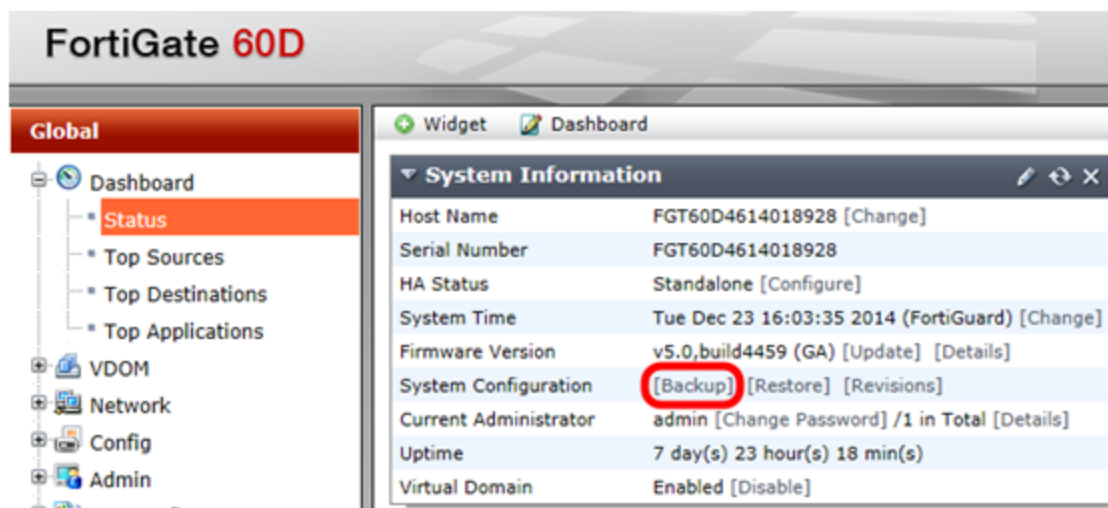 FortiGate 60D
Global
Dashboard
Status
Top Sources
Top Destinations
Top Applications
VDOM
Network
Config
Admin
Widget Dashboard
System Information
Host Name FGT60D4614018928 [Change]
Serial Number FGT60D4614018928
HA Status Standalone [Configure]
System Time Tue Dec 23 16:03:35 2014 (FortiGuard) [Change]
Firmware Version v5.0,build4459 (GA) [Update] [Details]
System Configuration [Backup] [Restore] [Revisions]
Current Administrator admin [Change Password] /1 in Total [Details]
Uptime 7 day(s) 23 hour(s) 18 min(s)
Virtual Domain Enabled [Disable]